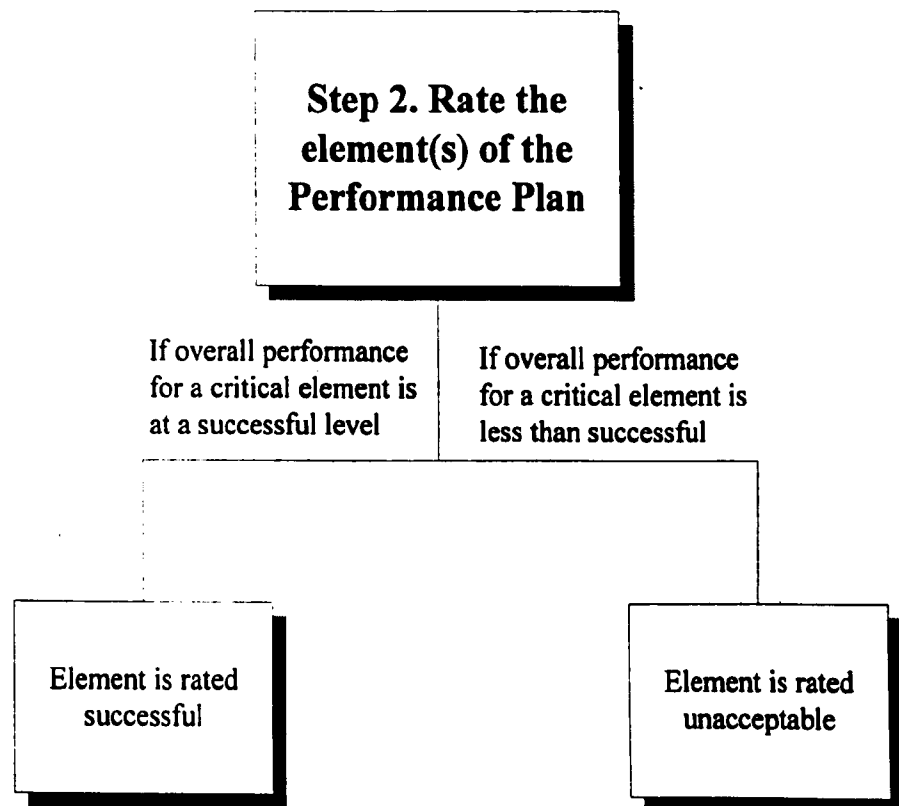 Step 2. Rate the
element(s) of the
Performance Plan
If overall performance
for a critical element is
at a successful level
If overall performance
for a critical element is
less than successful
Element is rated
successful
Element is rated
unacceptable